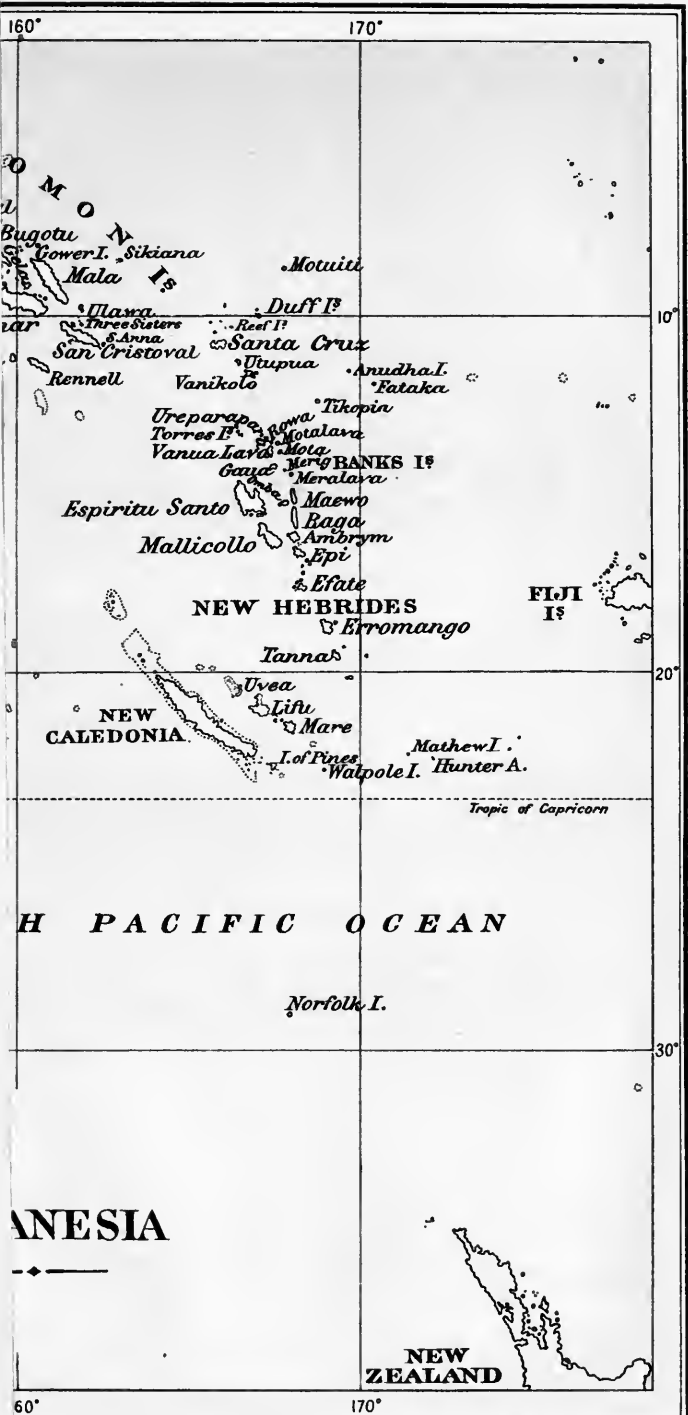 160°
170°
OMON Iˢ
Bugotu
Gower I.
Sikiana
Mala
Motuiti
Ulawa
Duff Iˢ
10°
Three Sisters
Reef Iˢ
S. Anna
Santa Cruz
San Cristoval
Utupua
Anudha I.
Rennell
Vanikolo
Fataka
Tikopia
Ureparapar
Rowa
Torres Iˢ
Motalava
Vanua Lava
Mota
Gaua
Merig
BANKS Iˢ
Meralava
Espiritu Santo
Maewo
Raga
Mallicollo
Ambrym
Epi
Efate
FIJI
Iˢ
NEW HEBRIDES
Erromango
Tanna
20°
Uvea
Lifu
NEW
CALEDONIA
Mare
I. of Pines
Mathew I.
Walpole I.
Hunter A.
Tropic of Capricorn
H PACIFIC OCEAN
Norfolk I.
30°
ANESIA
NEW
ZEALAND
60°
170°